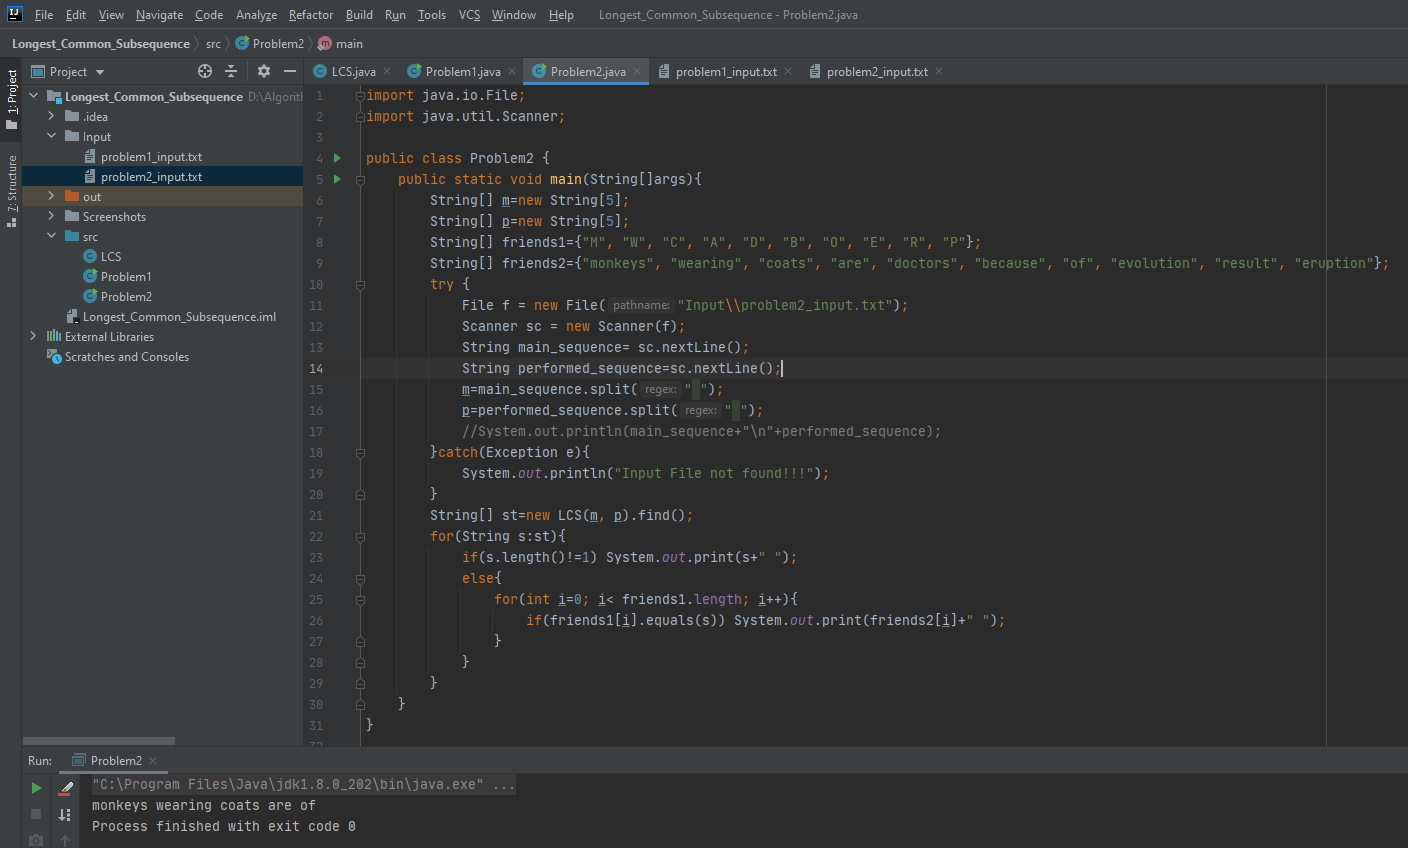 IJ File Edit View Navigate Code Analyze Refactor Build Run Tools VCS Window Help Longest_Common_Subsequence - Problem2.java
Longest_Common_Subsequence src Problem2 main
1: Project
7: Structure
Project
LCS.java Problem1.java Problem2.java problem1_input.txt problem2_input.txt
Longest_Common_Subsequence D:\Algorith
.idea
Input
problem1_input.txt
problem2_input.txt
out
Screenshots
src
LCS
Problem1
Problem2
Longest_Common_Subsequence.iml
External Libraries
Scratches and Consoles
1 import java.io.File;
2 import java.util.Scanner;
3
4 public class Problem2 {
5 public static void main(String[]args){
6 String[] m=new String[5];
7 String[] p=new String[5];
8 String[] friends1={"M", "W", "C", "A", "D", "B", "O", "E", "R", "P"};
9 String[] friends2={"monkeys", "wearing", "coats", "are", "doctors", "because", "of", "evolution", "result", "eruption"};
10 try {
11 File f = new File( pathname: "Input\\problem2_input.txt");
12 Scanner sc = new Scanner(f);
13 String main_sequence= sc.nextLine();
14 String performed_sequence=sc.nextLine();
15 m=main_sequence.split( regex: " ");
16 p=performed_sequence.split( regex: " ");
17 //System.out.println(main_sequence+"\n"+performed_sequence);
18 }catch(Exception e){
19 System.out.println("Input File not found!!!");
20 }
21 String[] st=new LCS(m, p).find();
22 for(String s:st){
23 if(s.length()!=1) System.out.print(s+" ");
24 else{
25 for(int i=0; i< friends1.length; i++){
26 if(friends1[i].equals(s)) System.out.print(friends2[i]+" ");
27 }
28 }
29 }
30 }
31 }
32
Run: Problem2
"C:\Program Files\Java\jdk1.8.0_202\bin\java.exe" ...
monkeys wearing coats are of
Process finished with exit code 0